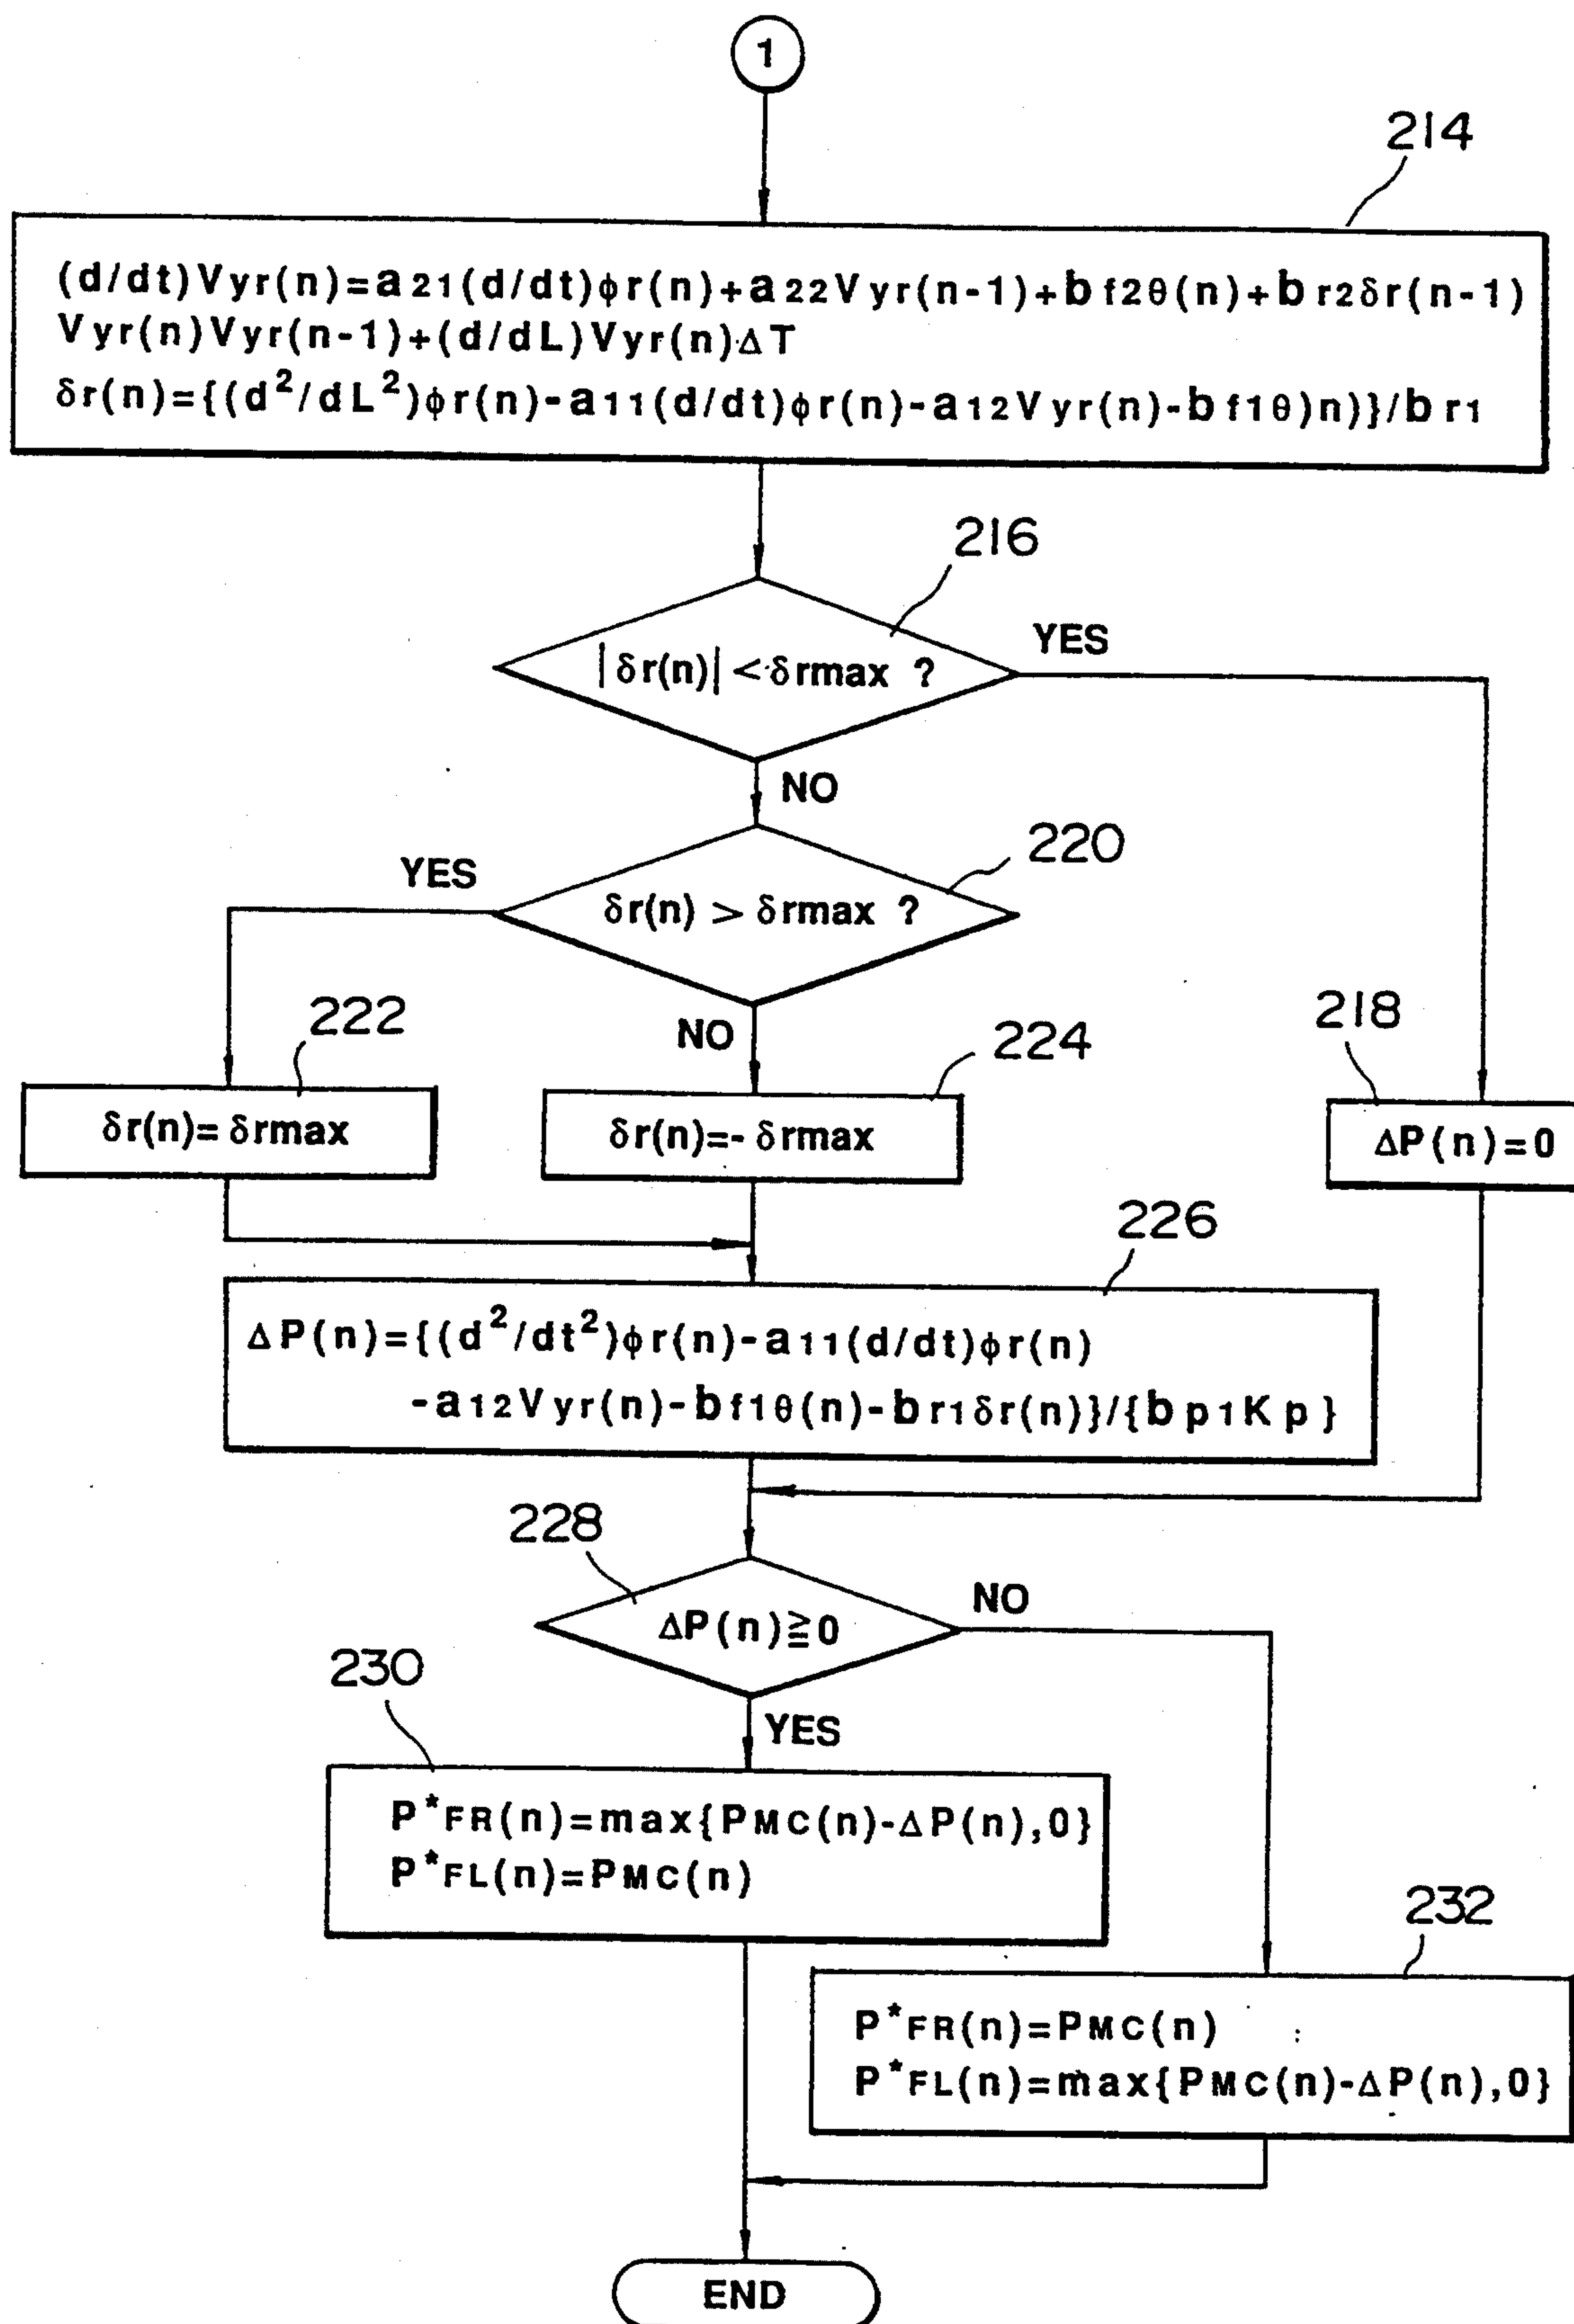 1
214
(d/dt)Vyr(n)=a21(d/dt)φr(n)+a22Vyr(n-1)+bf2θ(n)+br2δr(n-1)
Vyr(n)Vyr(n-1)+(d/dL)Vyr(n)ΔT
δr(n)={(d²/dL²)φr(n)-a11(d/dt)φr(n)-a12Vyr(n)-bf1θ)n)}/br1
216
|δr(n)|<δrmax ?
YES
NO
220
YES
δr(n) > δrmax ?
222
NO
224
218
δr(n)= δrmax
δr(n)=- δrmax
ΔP(n)=0
226
ΔP(n)={(d²/dt²)φr(n)-a11(d/dt)φr(n)
-a12Vyr(n)-bf1θ(n)-br1δr(n)}/{bp1Kp}
228
NO
ΔP(n)≧0
230
YES
P*FR(n)=max{PMC(n)-ΔP(n),0}
P*FL(n)=PMC(n)
232
P*FR(n)=PMC(n)
P*FL(n)=max{PMC(n)-ΔP(n),0}
END